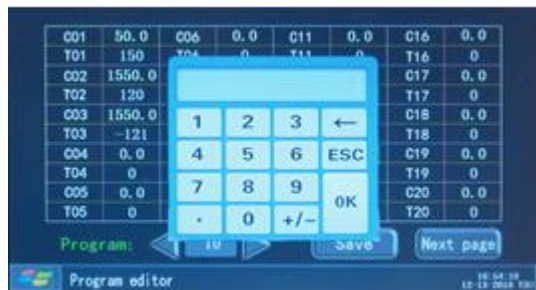 C01 50.0 C06 0.0 C11 0.0 C16 0.0
T01 150 T16 0
C02 1550.0 C17 0.0
T02 120 T17 0
C03 1550.0 C18 0.0
T03 -121 T18 0
C04 0.0 C19 0.0
T04 0 T19 0
C05 0.0 C20 0.0
T05 0 T20 0
1 2 3 ←
4 5 6 ESC
7 8 9 OK
. 0 +/-
Program: Save Next page
Program editor